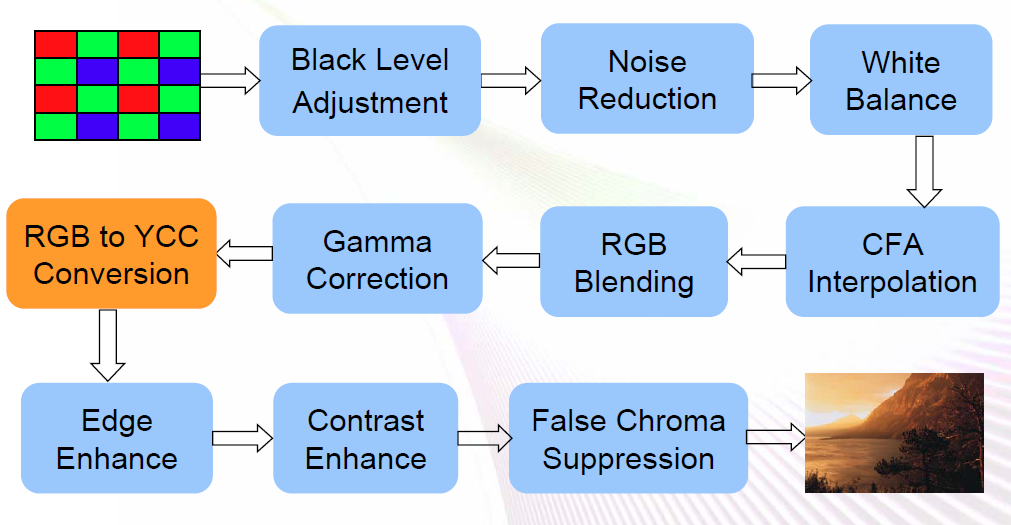 Black Level
Adjustment
Noise
Reduction
White
Balance
CFA
Interpolation
RGB
Blending
Gamma
Correction
RGB to YCC
Conversion
Edge
Enhance
Contrast
Enhance
False Chroma
Suppression